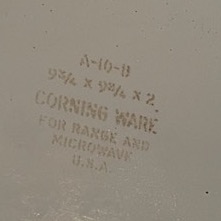 A-10-B
9¾ x 9¾ x 2
CORNING WARE
FOR RANGE AND
MICROWAVE
U.S.A.